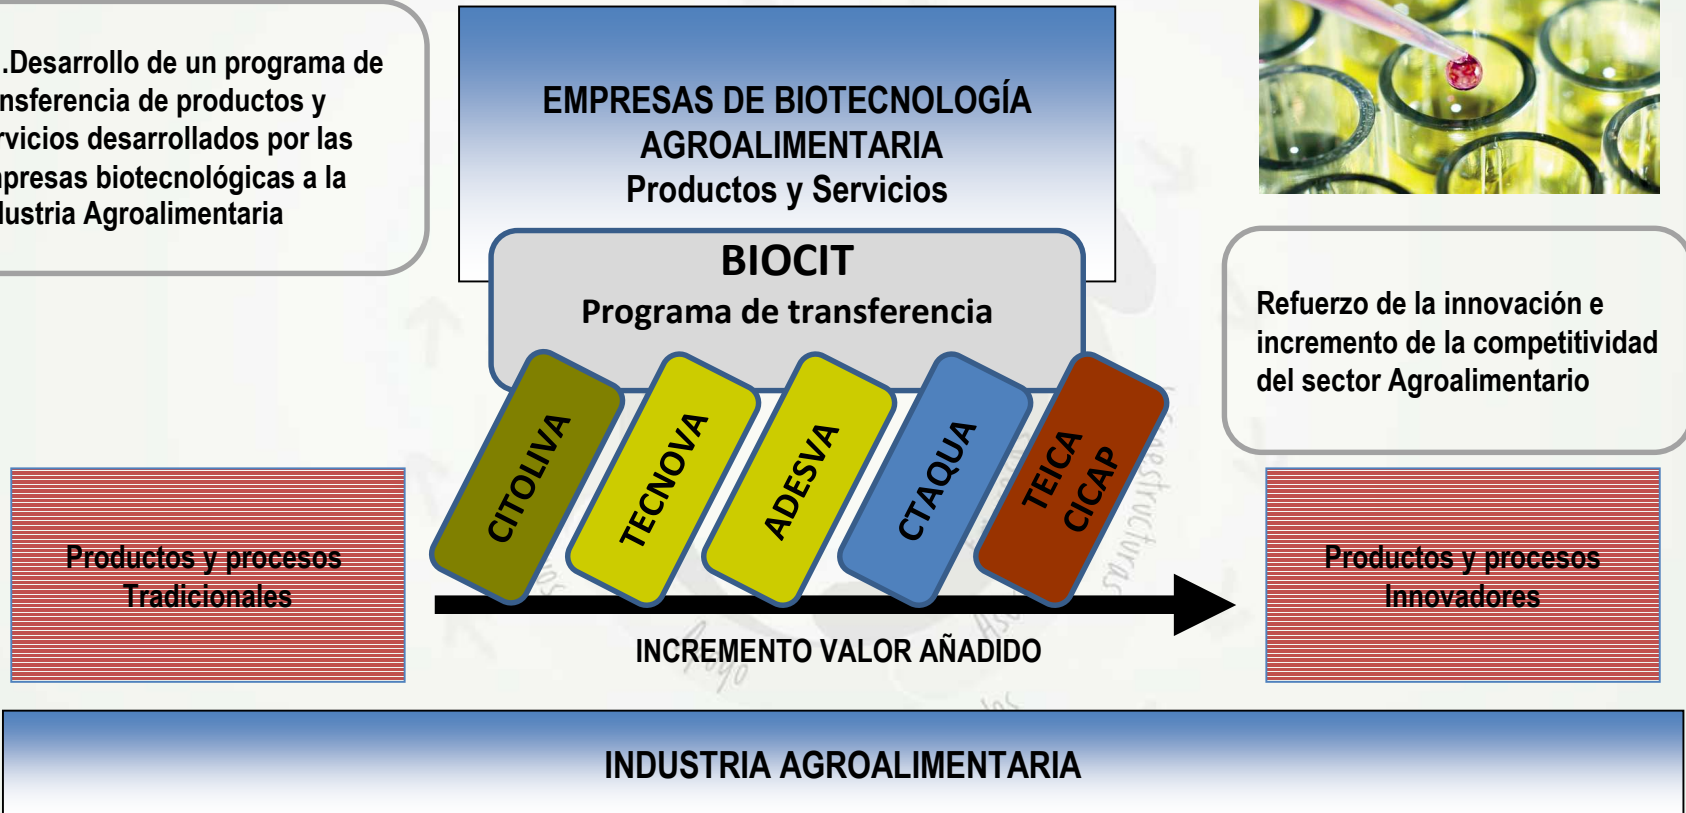 .Desarrollo de un programa de
nsferencia de productos y
rvicios desarrollados por las
presas biotecnológicas a la
dustria Agroalimentaria
EMPRESAS DE BIOTECNOLOGÍA
AGROALIMENTARIA
Productos y Servicios
BIOCIT
Programa de transferencia
Refuerzo de la innovación e
incremento de la competitividad
del sector Agroalimentario
CITOLIVA
TECNOVA
ADESVA
CTAQUA
TEICA
CICAP
Productos y procesos
Tradicionales
Productos y procesos
Innovadores
INCREMENTO VALOR AÑADIDO
Apoyo
INDUSTRIA AGROALIMENTARIA